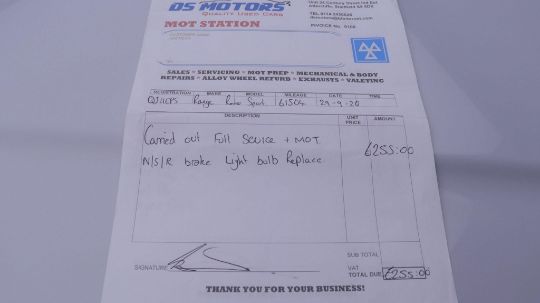 DS MOTORS
QUALITY USED CARS
MOT STATION
CUSTOMER NAME
INVOICE No.
SALES - SERVICING - MOT PREP - MECHANICAL & BODY
REPAIRS - ALLOY WHEEL REFURB - EXHAUSTS - VALETING
REGISTRATION MAKE MODEL MILEAGE DATE TIME
Range Rover Sport 61504 29-9-20
DESCRIPTION UNIT PRICE AMOUNT
Carried out Full Service + MOT £255:00
N/S/R brake light bulb Replace
SUB TOTAL
SIGNATURE VAT
TOTAL DUE £255:00
THANK YOU FOR YOUR BUSINESS!